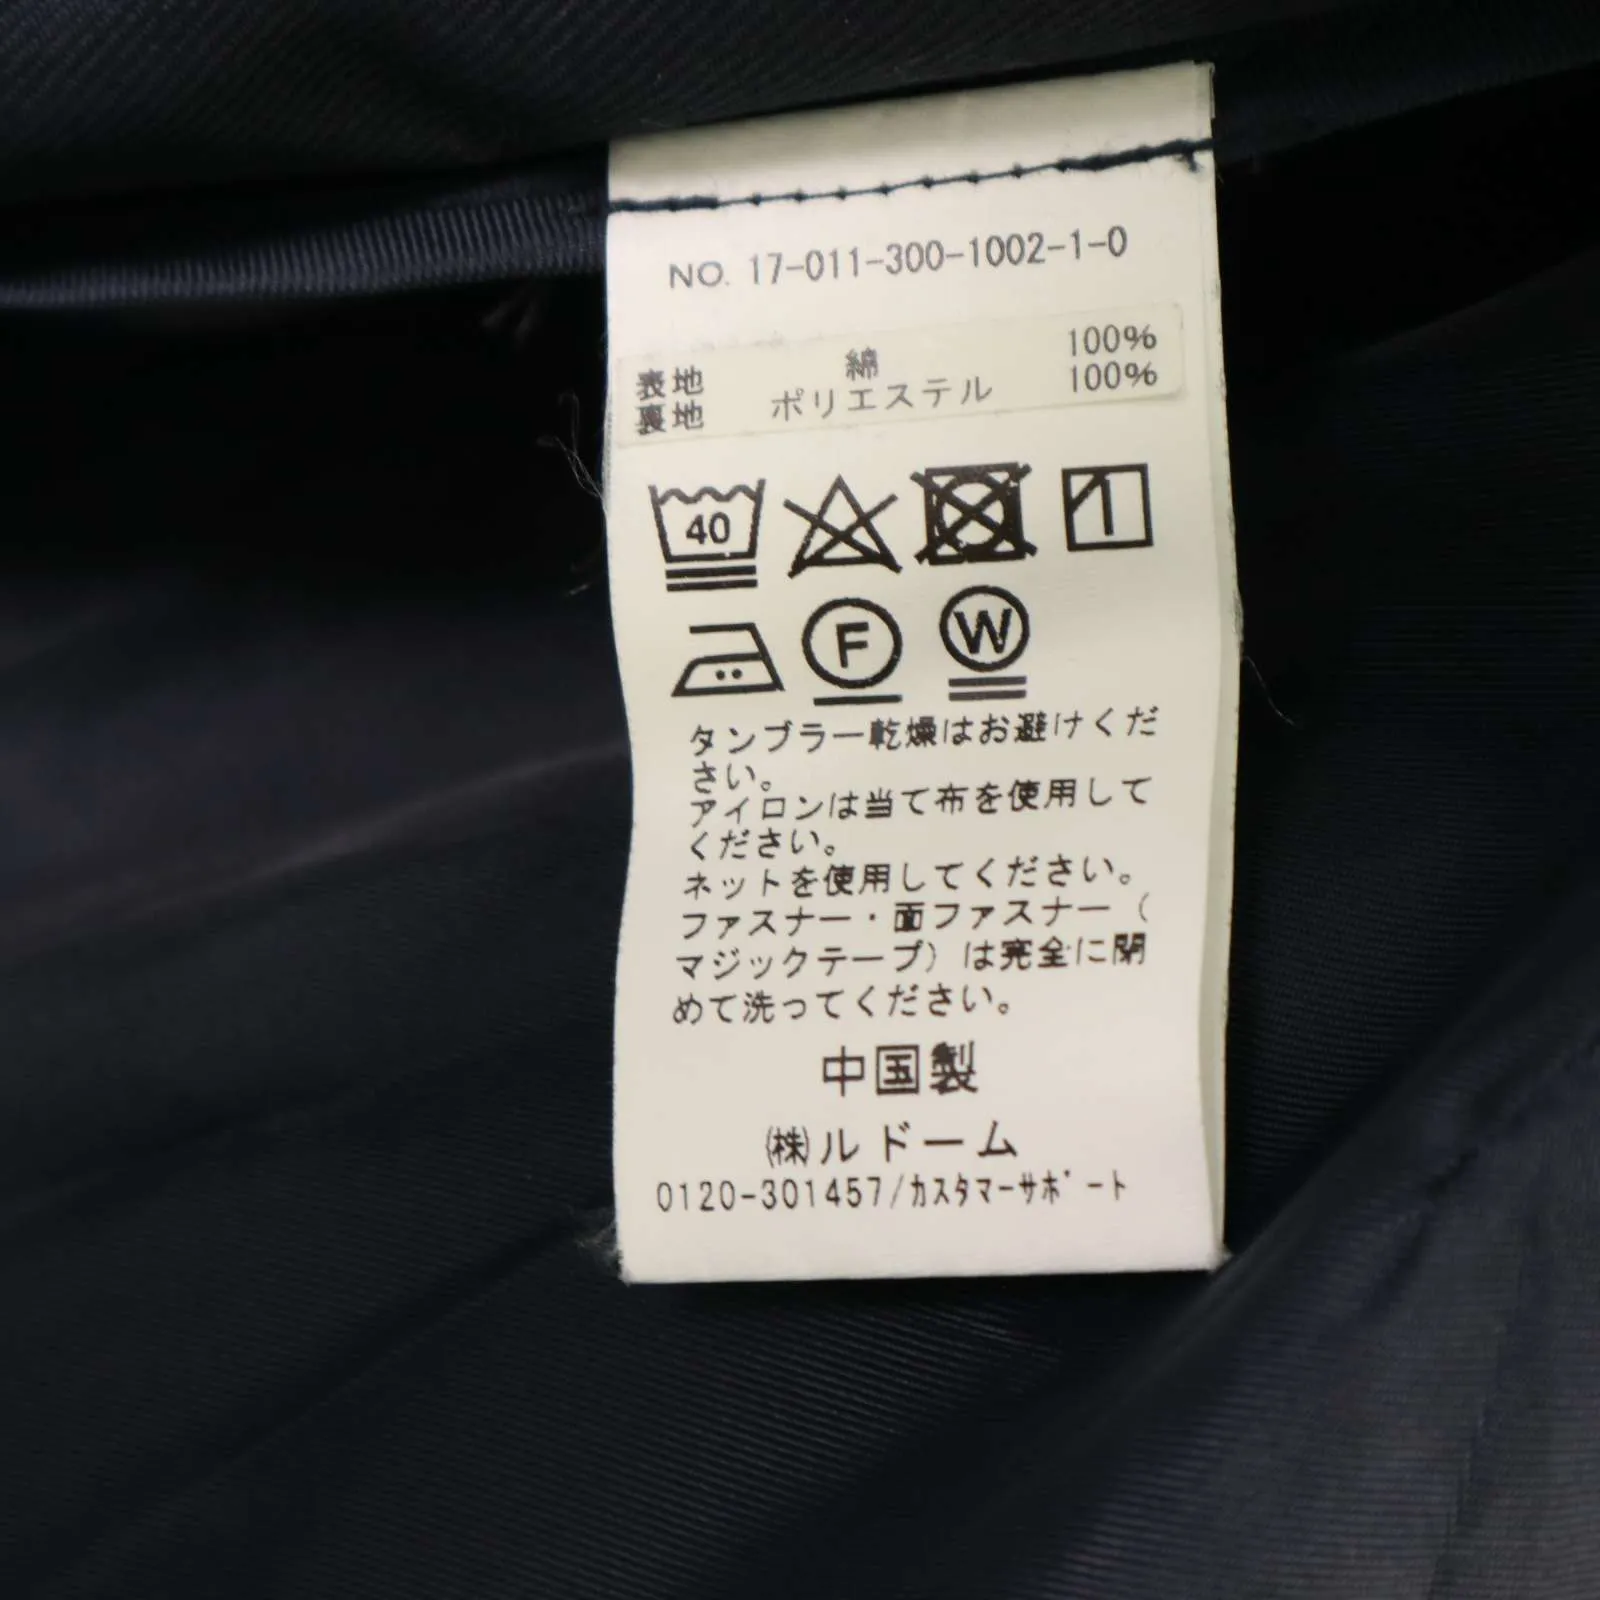 NO. 17-011-300-1002-1-0
表地 綿 100%
裏地 ポリエステル 100%
40
F W
タンブラー乾燥はお避けくだ
さい。
アイロンは当て布を使用して
ください。
ネットを使用してください。
ファスナー・面ファスナー(
マジックテープ)は完全に閉
めて洗ってください。
中国製
㈱ルドーム
0120-301457/カスタマーサポート